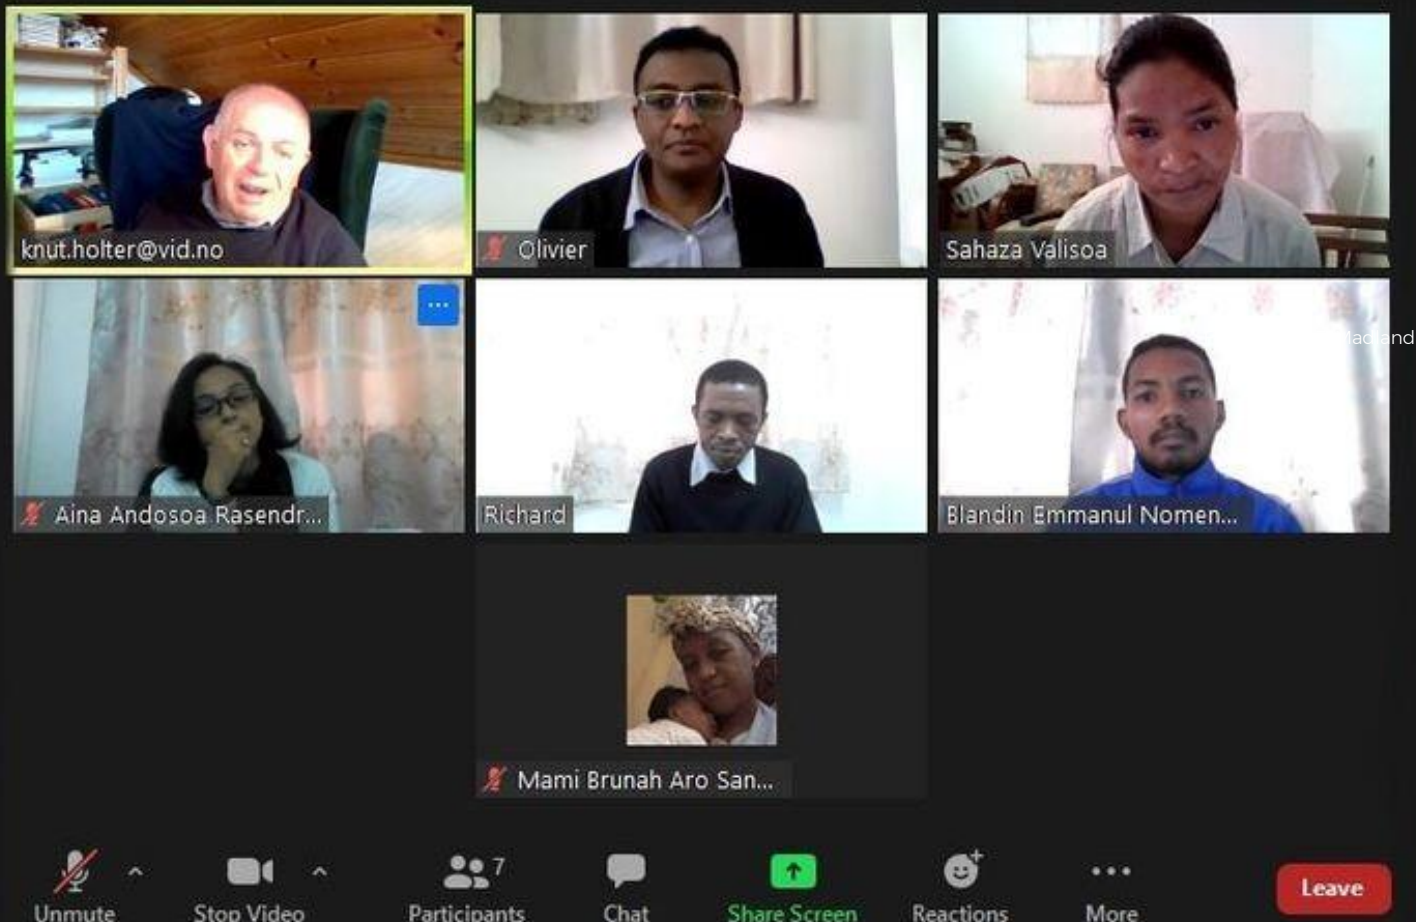 knut.holter@vid.no
Olivier
Sahaza Valisoa
Aina Andosoa Rasendr...
Richard
Blandin Emmanul Nomen...
Mami Brunah Aro San...
7
Unmute
Stop Video
Participants
Chat
Share Screen
Reactions
More
Leave